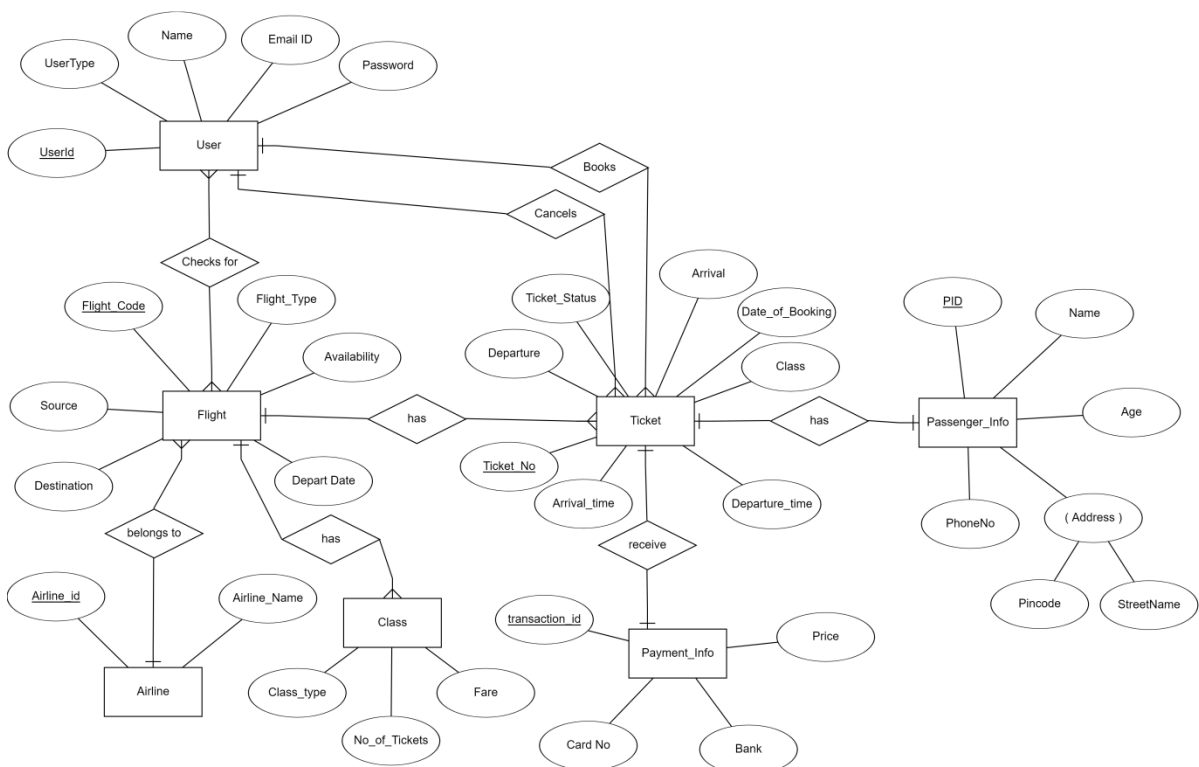 Name
Email ID
UserType
Password
User
UserId
Books
Cancels
Checks for
Arrival
Flight_Code
Flight_Type
Ticket_Status
PID
Name
Date_of_Booking
Departure
Availability
Class
Source
Flight
has
Ticket
has
Passenger_Info
Age
Ticket_No
Destination
Depart Date
Arrival_time
Departure_time
PhoneNo
( Address )
belongs to
has
receive
Airline_id
Airline_Name
Pincode
StreetName
Class
transaction_id
Price
Payment_Info
Airline
Class_type
Fare
No_of_Tickets
Card No
Bank